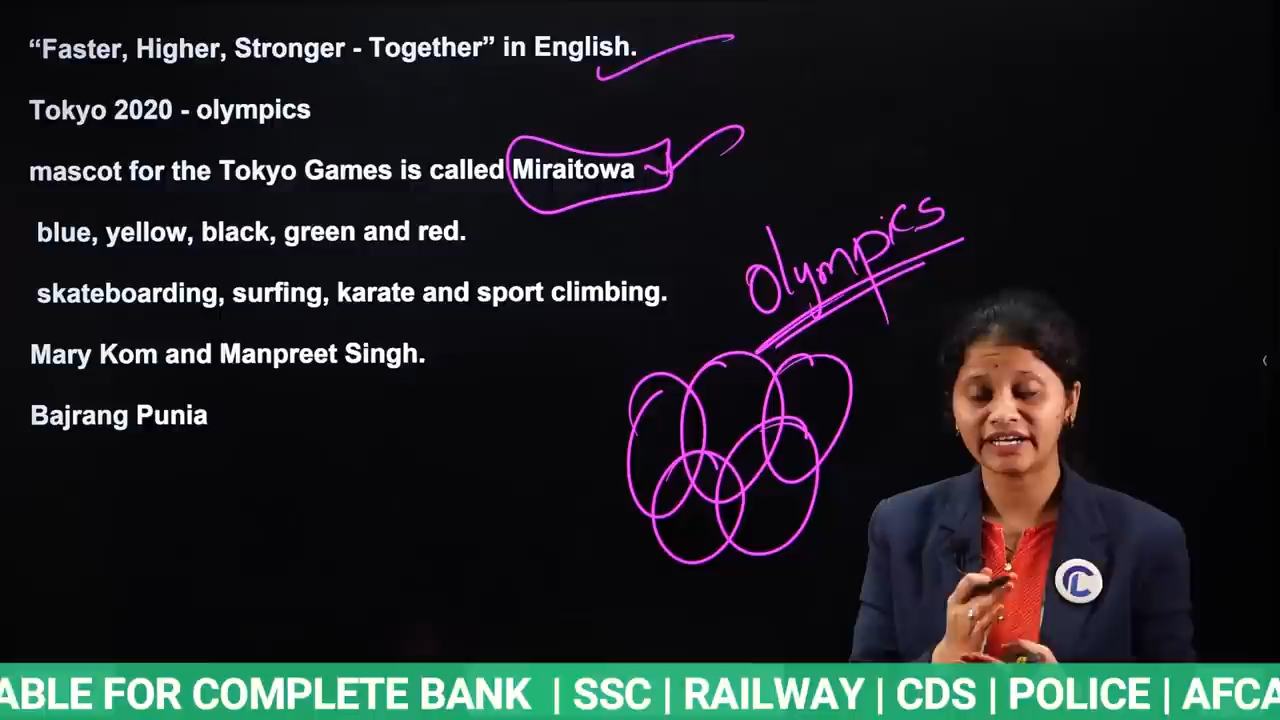 “Faster, Higher, Stronger - Together” in English.
Tokyo 2020 - olympics
mascot for the Tokyo Games is called Miraitowa
blue, yellow, black, green and red.
olympics
skateboarding, surfing, karate and sport climbing.
Mary Kom and Manpreet Singh.
Bajrang Punia
ABLE FOR COMPLETE BANK | SSC | RAILWAY | CDS | POLICE | AFCA